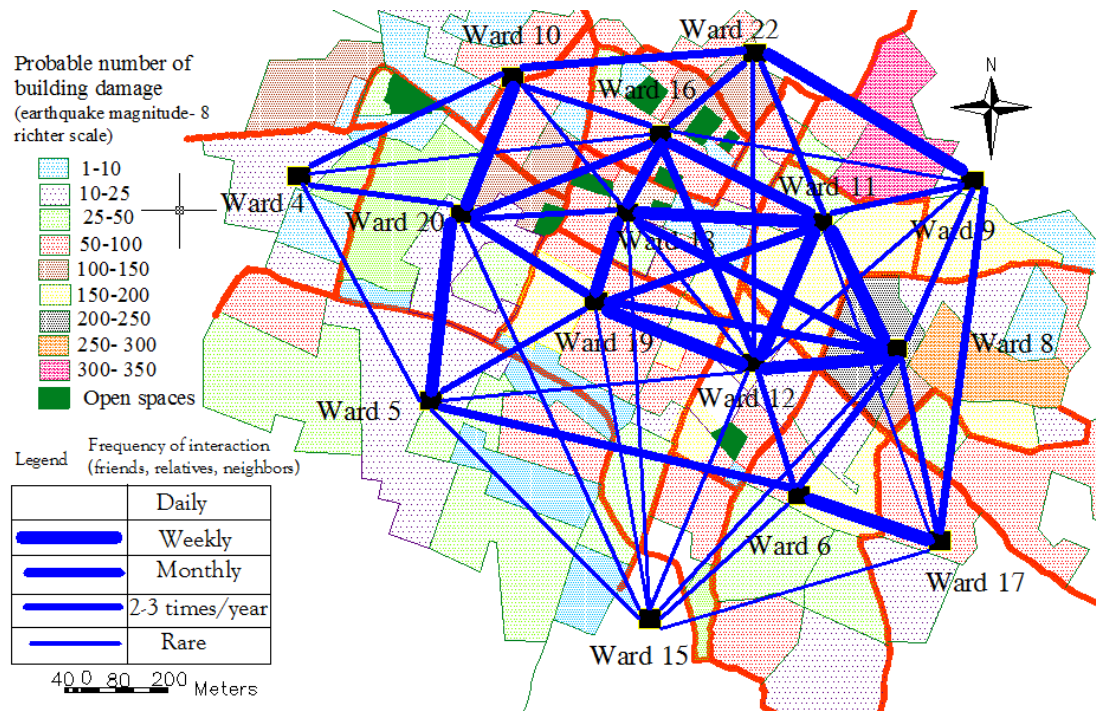 Probable number of
building damage
(earthquake magnitude- 8
richter scale)
1-10
10-25
25-50
50-100
100-150
150-200
200-250
250- 300
300- 350
Open spaces
Frequency of interaction
Legend (friends, relatives, neighbors)
Daily
Weekly
Monthly
2-3 times/year
Rare
40 0 80 200 Meters
N
Ward 22
Ward 10
Ward 16
Ward 4
Ward 11
Ward 20
Ward 18
Ward 9
Ward 19
Ward 8
Ward 12
Ward 5
Ward 6
Ward 17
Ward 15